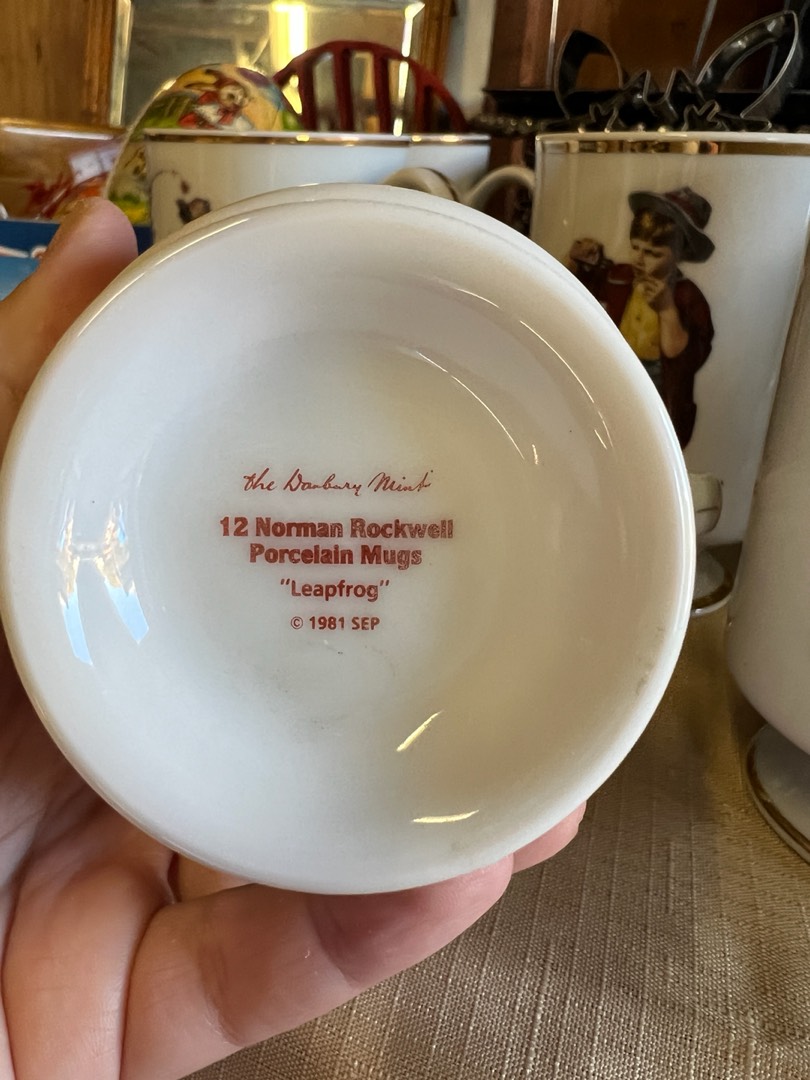 the Danbury Mint
12 Norman Rockwell
Porcelain Mugs
"Leapfrog"
© 1981 SEP